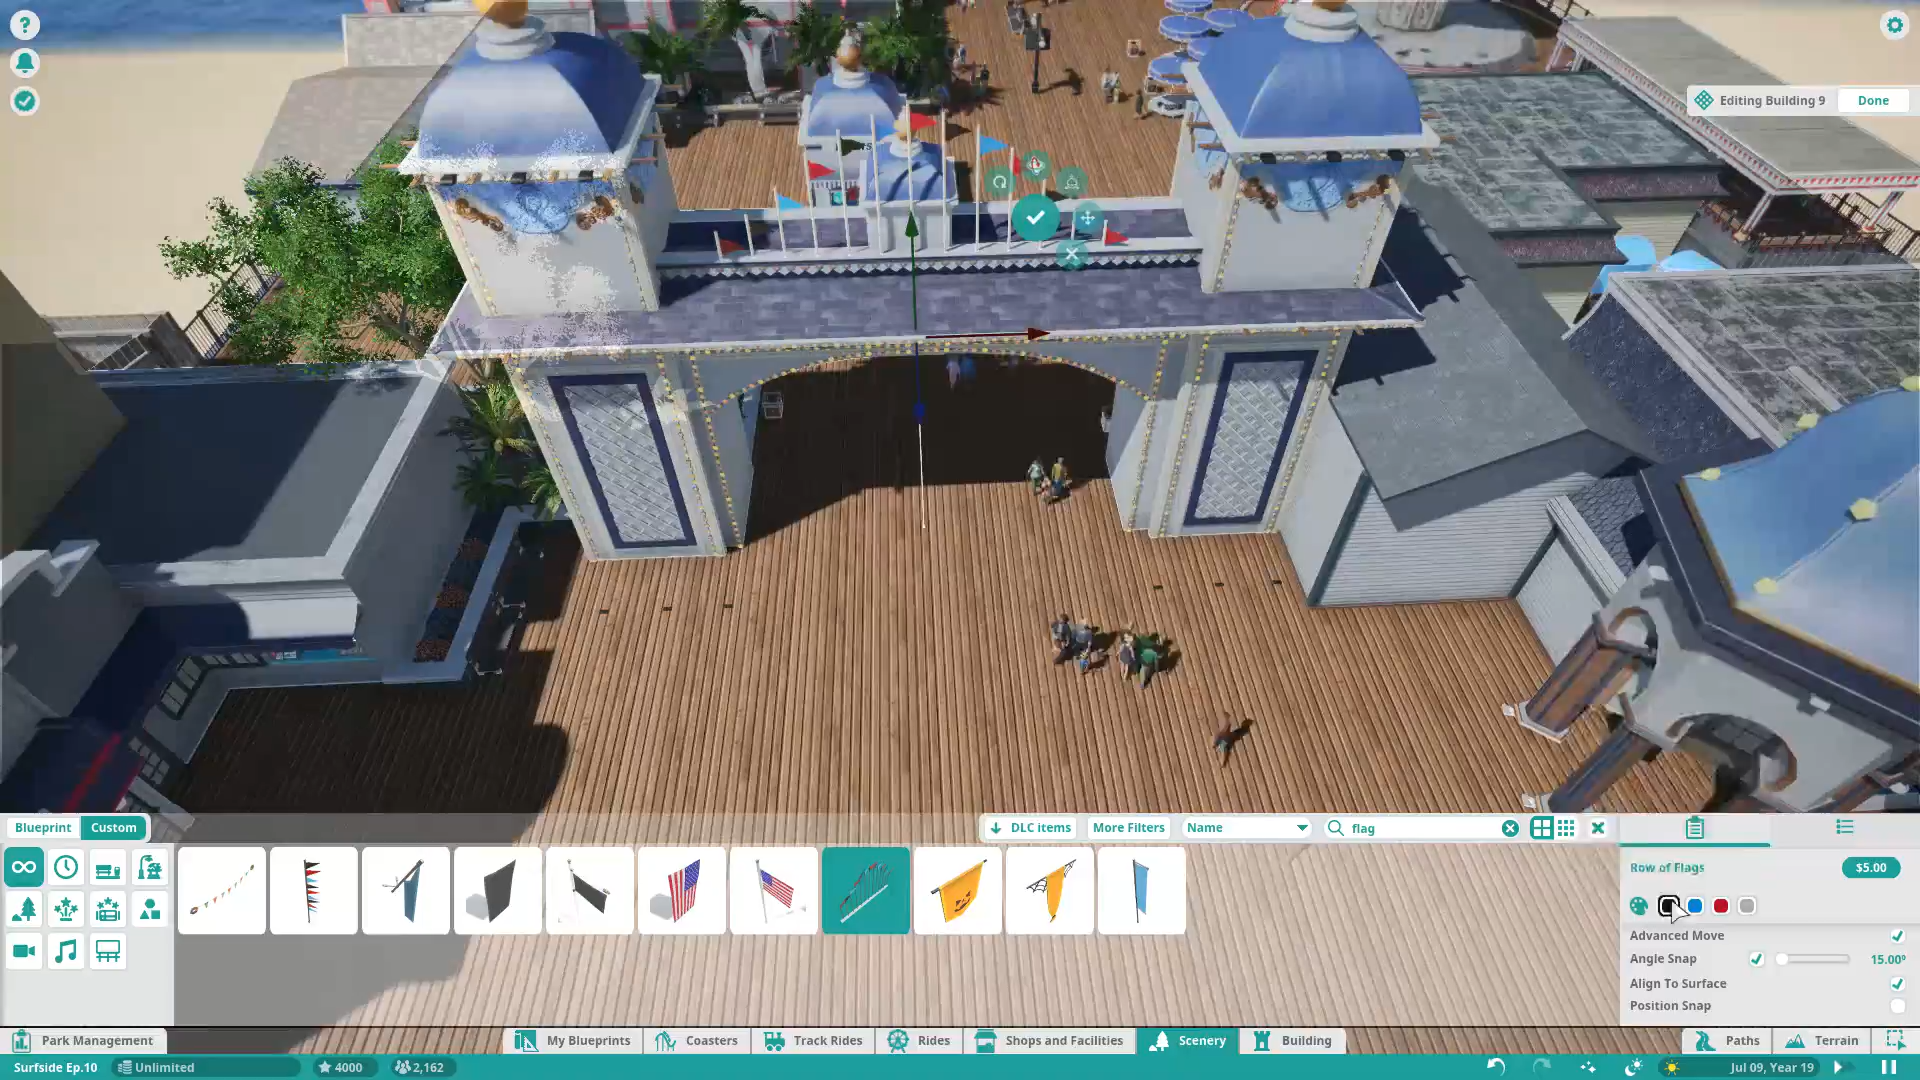 ?
Editing Building 9 Done
Blueprint Custom
DLC items More Filters Name flag
Row of Flags $5.00
Advanced Move
Angle Snap 15.00º
Align To Surface
Position Snap
Park Management My Blueprints Coasters Track Rides Rides Shops and Facilities Scenery Building Paths Terrain
Surfside Ep.10 Unlimited 4000 2,162 Jul 09, Year 19